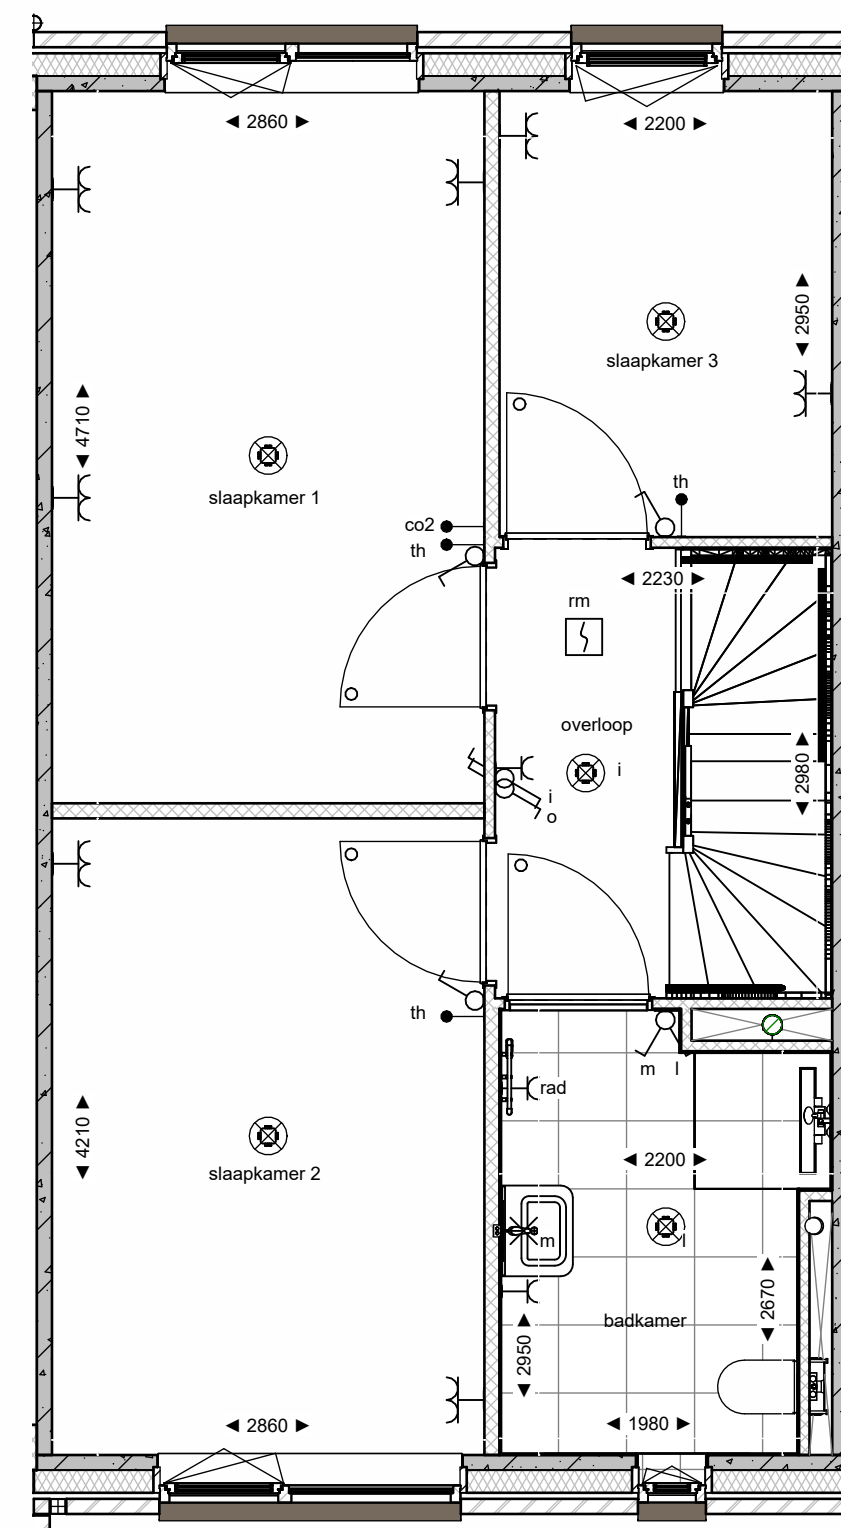 2860
2200
2950
slaapkamer 3
4710
slaapkamer 1
th
co2
th
2230
rm
overloop
i
2980
i
o
th
m l
rad
4210
2200
slaapkamer 2
m
l
2670
badkamer
2950
2860
1980